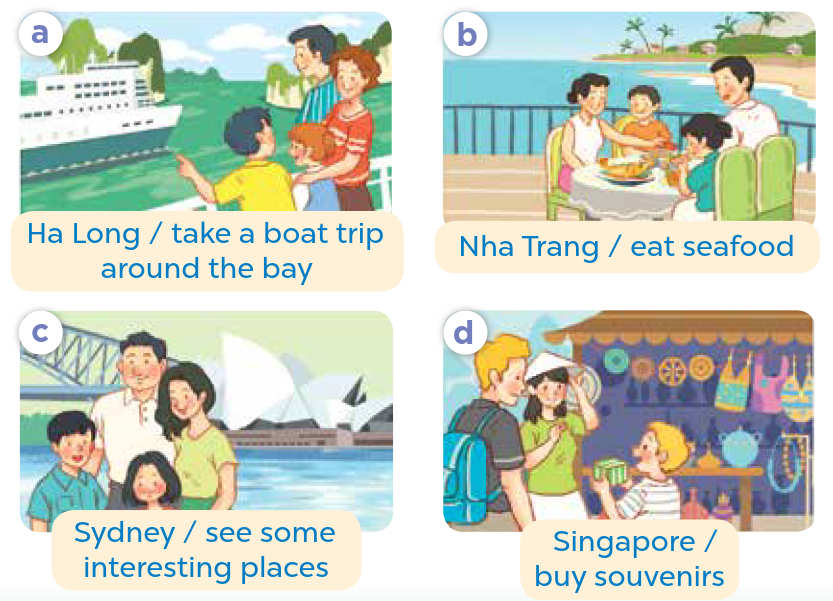 a
Ha Long / take a boat trip
around the bay
b
Nha Trang / eat seafood
c
Sydney / see some
interesting places
d
Singapore /
buy souvenirs